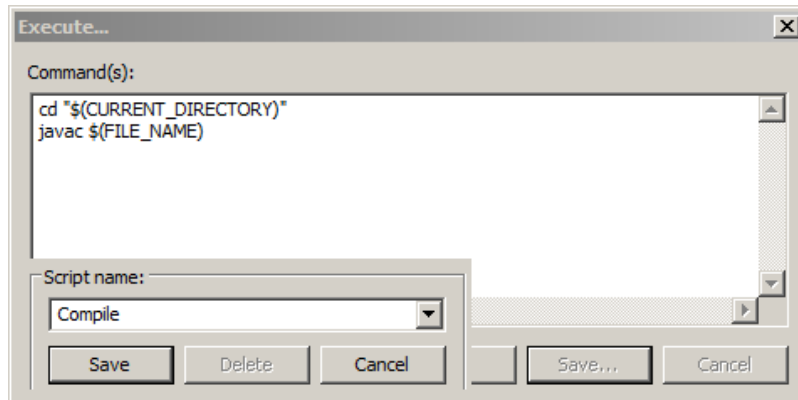 Execute...
Command(s):
cd "$(CURRENT_DIRECTORY)"
javac $(FILE_NAME)
Script name:
Compile
Save Delete Cancel Save... Cancel